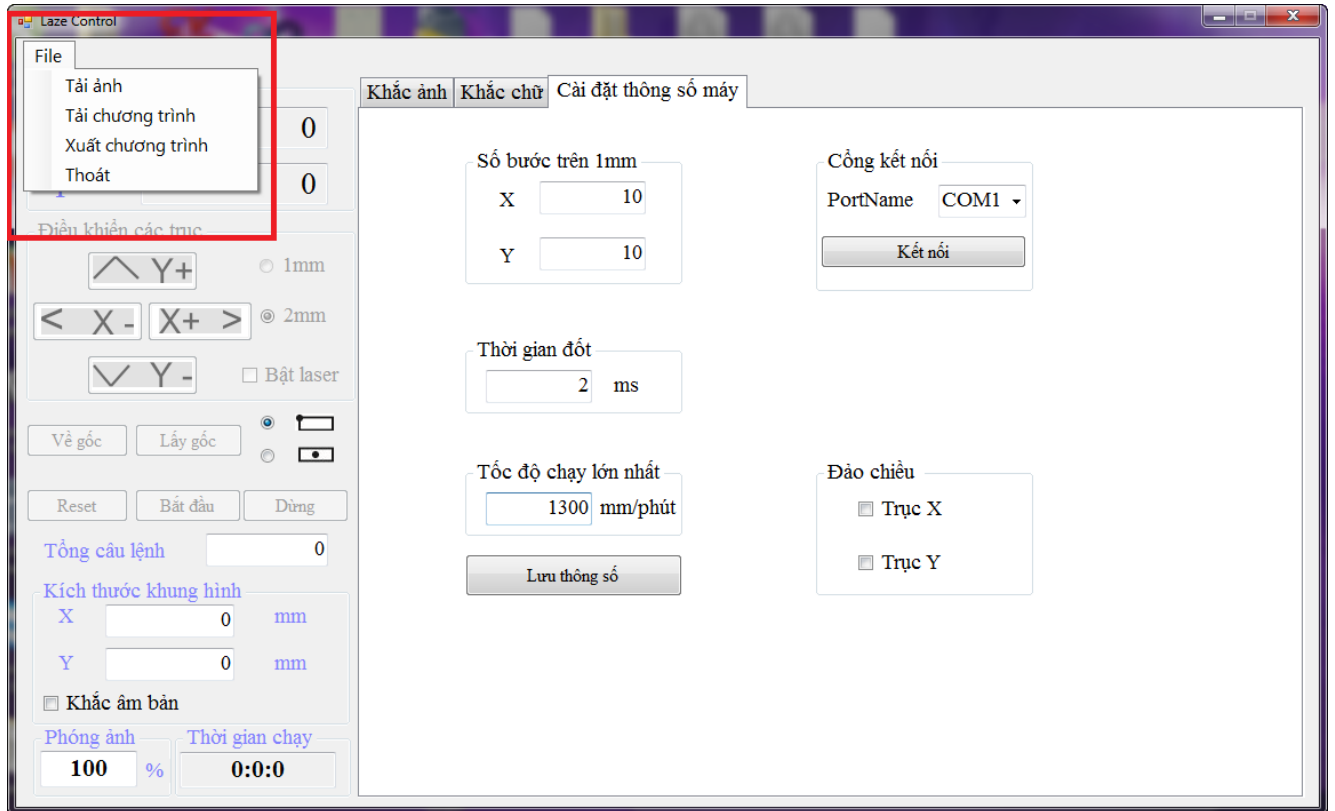 Laze Control
File
Tải ảnh
Tải chương trình
Xuất chương trình
Thoát
0
0
Điều khiển các trục
Y+
1mm
< X -
X+ >
2mm
Y -
Bật laser
Về gốc
Lấy gốc
Reset
Bắt đầu
Dừng
Tổng câu lệnh
0
Kích thước khung hình
X
0
mm
Y
0
mm
Khắc âm bản
Phóng ảnh
100
%
Thời gian chạy
0:0:0
Khắc ảnh
Khắc chữ
Cài đặt thông số máy
Số bước trên 1mm
X
10
Y
10
Thời gian đốt
2
ms
Tốc độ chạy lớn nhất
1300
mm/phút
Lưu thông số
Cổng kết nối
PortName
COM1
Kết nối
Đảo chiều
Trục X
Trục Y